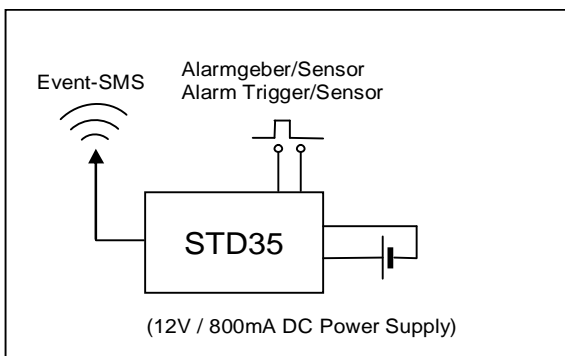 Event-SMS
Alarmgeber/Sensor
Alarm Trigger/Sensor
STD35
(12V / 800mA DC Power Supply)